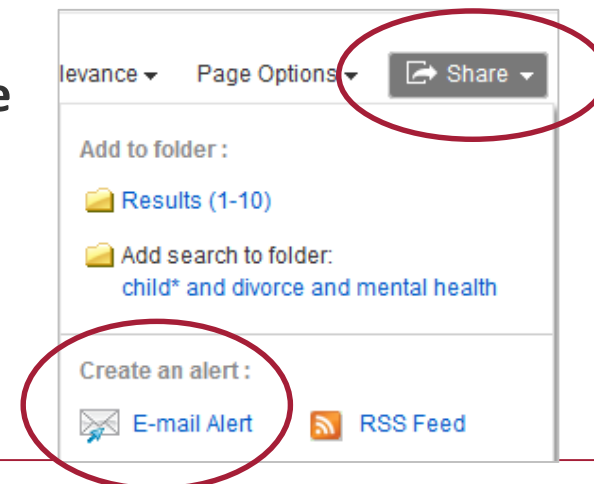 e
levance Page Options Share
Add to folder :
Results (1-10)
Add search to folder:
child* and divorce and mental health
Create an alert :
E-mail Alert RSS Feed